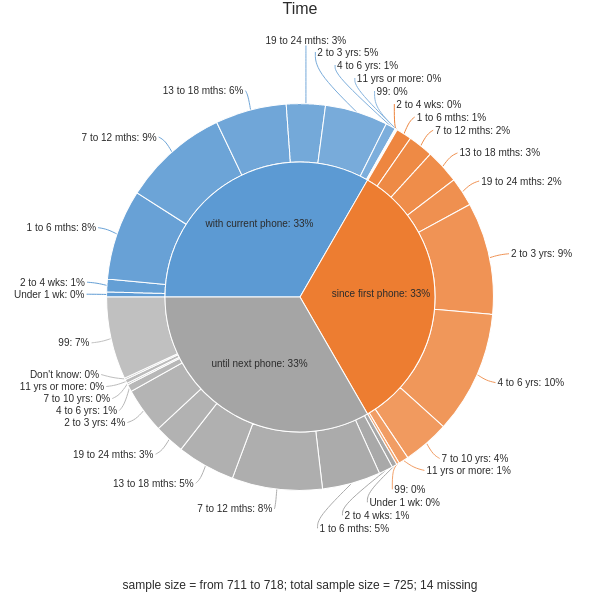 Time
19 to 24 mths: 3%
2 to 3 yrs: 5%
4 to 6 yrs: 1%
11 yrs or more: 0%
99: 0%
2 to 4 wks: 0%
1 to 6 mths: 1%
7 to 12 mths: 2%
13 to 18 mths: 3%
19 to 24 mths: 2%
2 to 3 yrs: 9%
4 to 6 yrs: 10%
7 to 10 yrs: 4%
11 yrs or more: 1%
99: 0%
Under 1 wk: 0%
2 to 4 wks: 1%
1 to 6 mths: 5%
7 to 12 mths: 8%
13 to 18 mths: 5%
19 to 24 mths: 3%
2 to 3 yrs: 4%
4 to 6 yrs: 1%
7 to 10 yrs: 0%
11 yrs or more: 0%
Don't know: 0%
99: 7%
Under 1 wk: 0%
2 to 4 wks: 1%
1 to 6 mths: 8%
7 to 12 mths: 9%
13 to 18 mths: 6%
with current phone: 33%
since first phone: 33%
until next phone: 33%
sample size = from 711 to 718; total sample size = 725; 14 missing